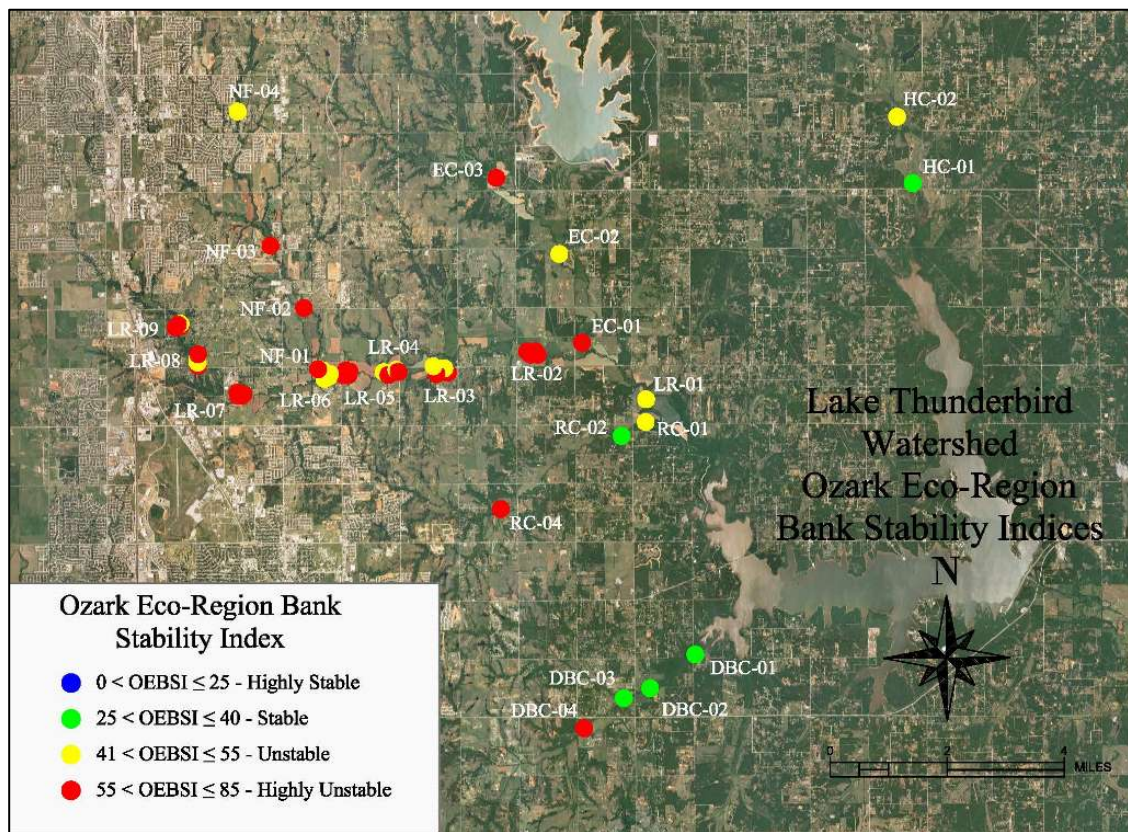 NF-04
HC-02
EC-03
HC-01
NF-03
EC-02
NF-02
LR-09
EC-01
LR-08
NF-01
LR-04
LR-02
LR-07
LR-06
LR-05
LR-03
LR-01
RC-02
RC-01
Lake Thunderbird
Watershed
Ozark Eco-Region
Bank Stability Indices
N
RC-04
Ozark Eco-Region Bank
Stability Index
0 < OEBSI ≤ 25 - Highly Stable
25 < OEBSI ≤ 40 - Stable
41 < OEBSI ≤ 55 - Unstable
55 < OEBSI ≤ 85 - Highly Unstable
DBC-01
DBC-03
DBC-02
DBC-04
0 2 4
MILES